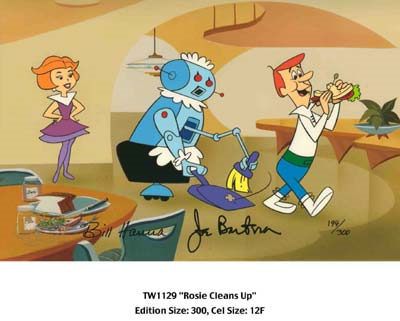 Bill Hanna Joe Barbera
194/300
TW1129 "Rosie Cleans Up"
Edition Size: 300, Cel Size: 12F